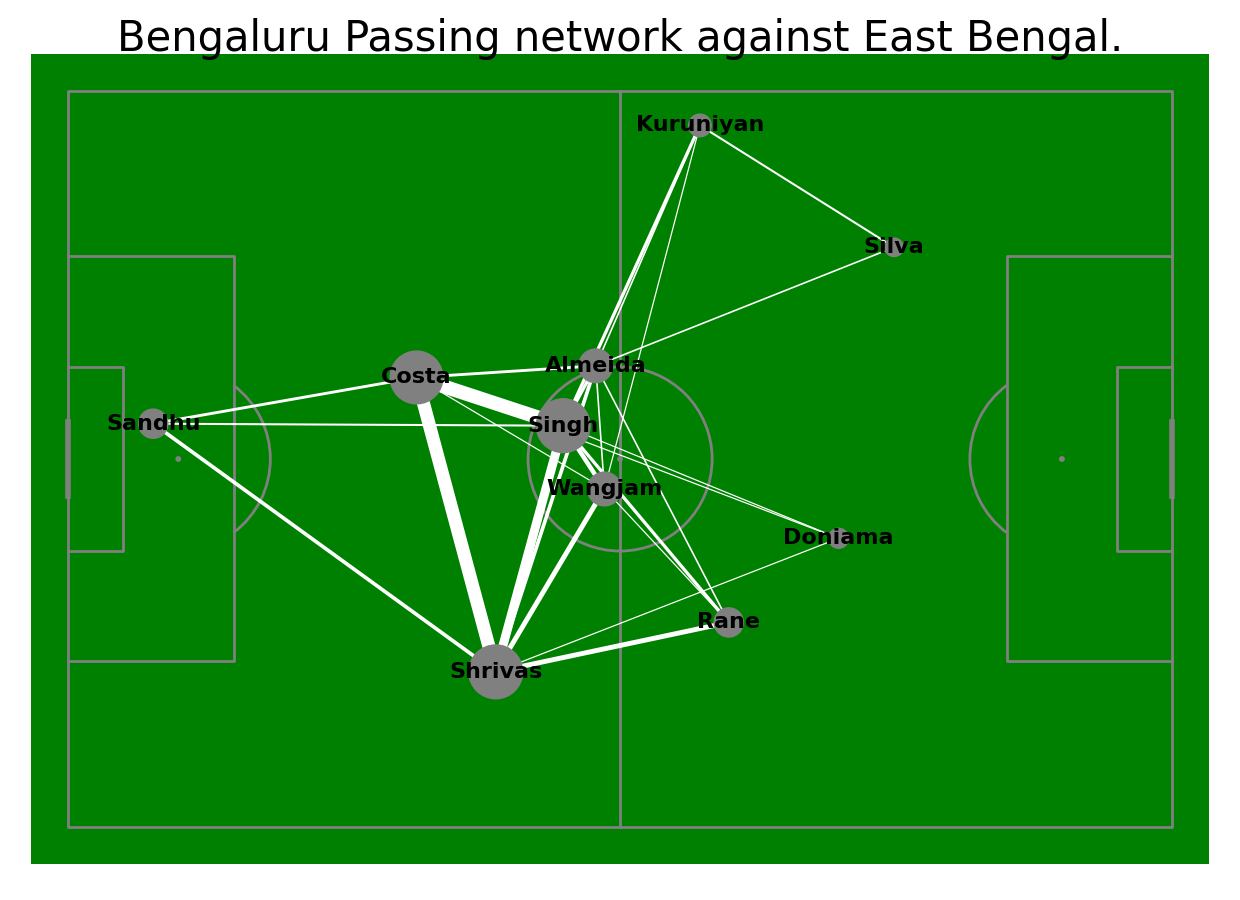 Bengaluru Passing network against East Bengal.
Kuruniyan
Silva
Almeida
Costa
Sandhu
Singh
Wangjam
Doniama
Rane
Shrivas